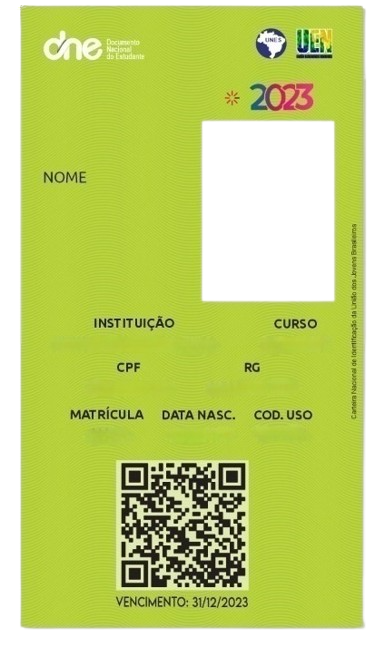 dne Documento
Nacional
do Estudante
UNES
UEN
2023
NOME
INSTITUIÇÃO CURSO
CPF RG
MATRÍCULA DATA NASC. COD. USO
VENCIMENTO: 31/12/2023
Carteira Nacional de Identificação da União dos Jovens Brasileiros